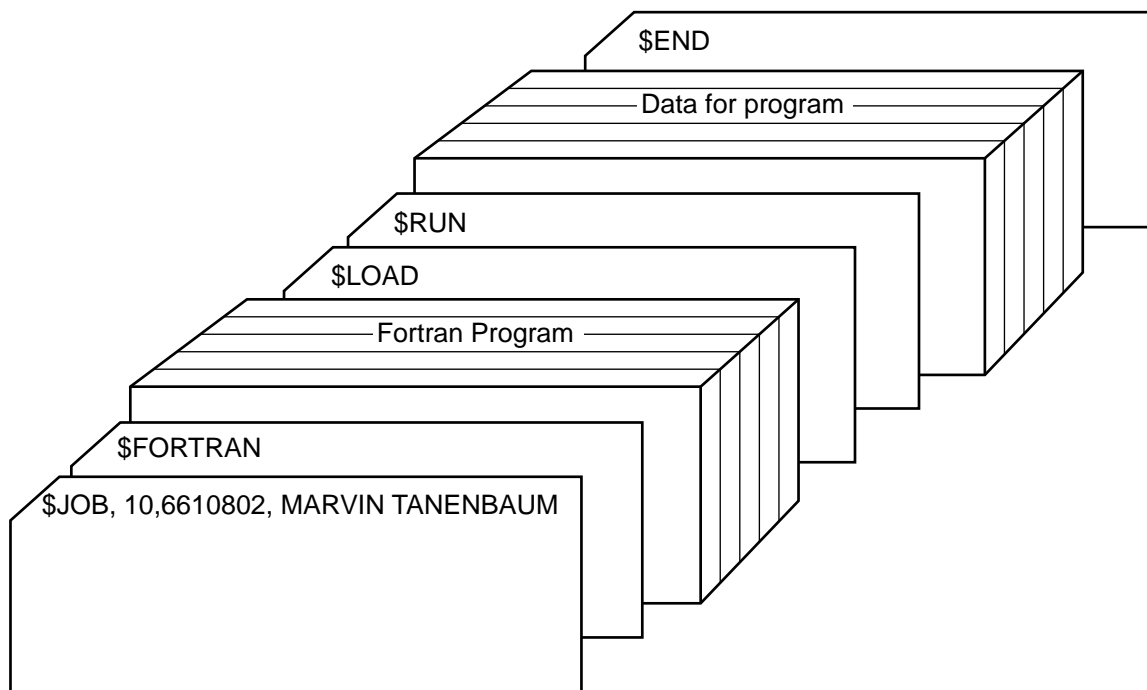 $END
Data for program
$RUN
$LOAD
Fortran Program
$FORTRAN
$JOB, 10,6610802, MARVIN TANENBAUM